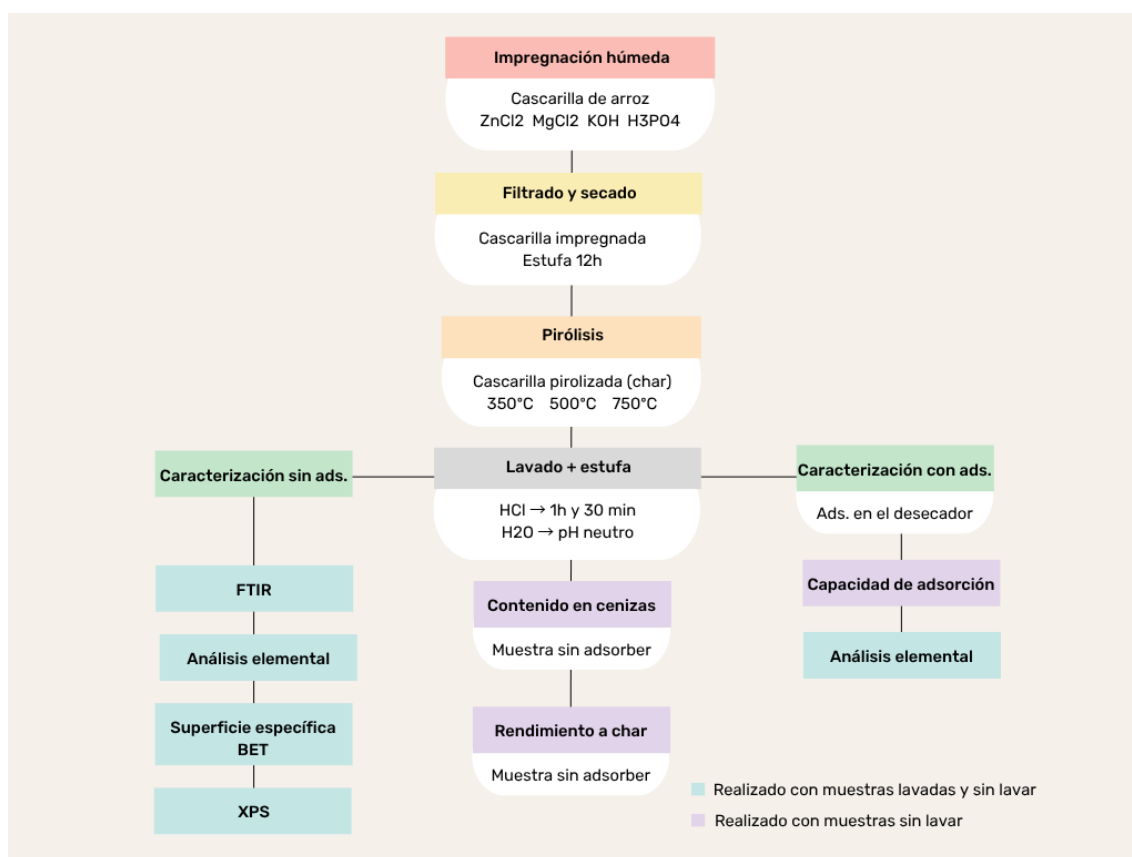 Impregnación húmeda
Cascarilla de arroz
ZnCl2 MgCl2 KOH H3PO4
Filtrado y secado
Cascarilla impregnada
Estufa 12h
Pirólisis
Cascarilla pirolizada (char)
350°C 500°C 750°C
Lavado + estufa
HCl → 1h y 30 min
H2O → pH neutro
Caracterización sin ads.
FTIR
Análisis elemental
Superficie específica
BET
XPS
Contenido en cenizas
Muestra sin adsorber
Rendimiento a char
Muestra sin adsorber
Caracterización con ads.
Ads. en el desecador
Capacidad de adsorción
Análisis elemental
Realizado con muestras lavadas y sin lavar
Realizado con muestras sin lavar